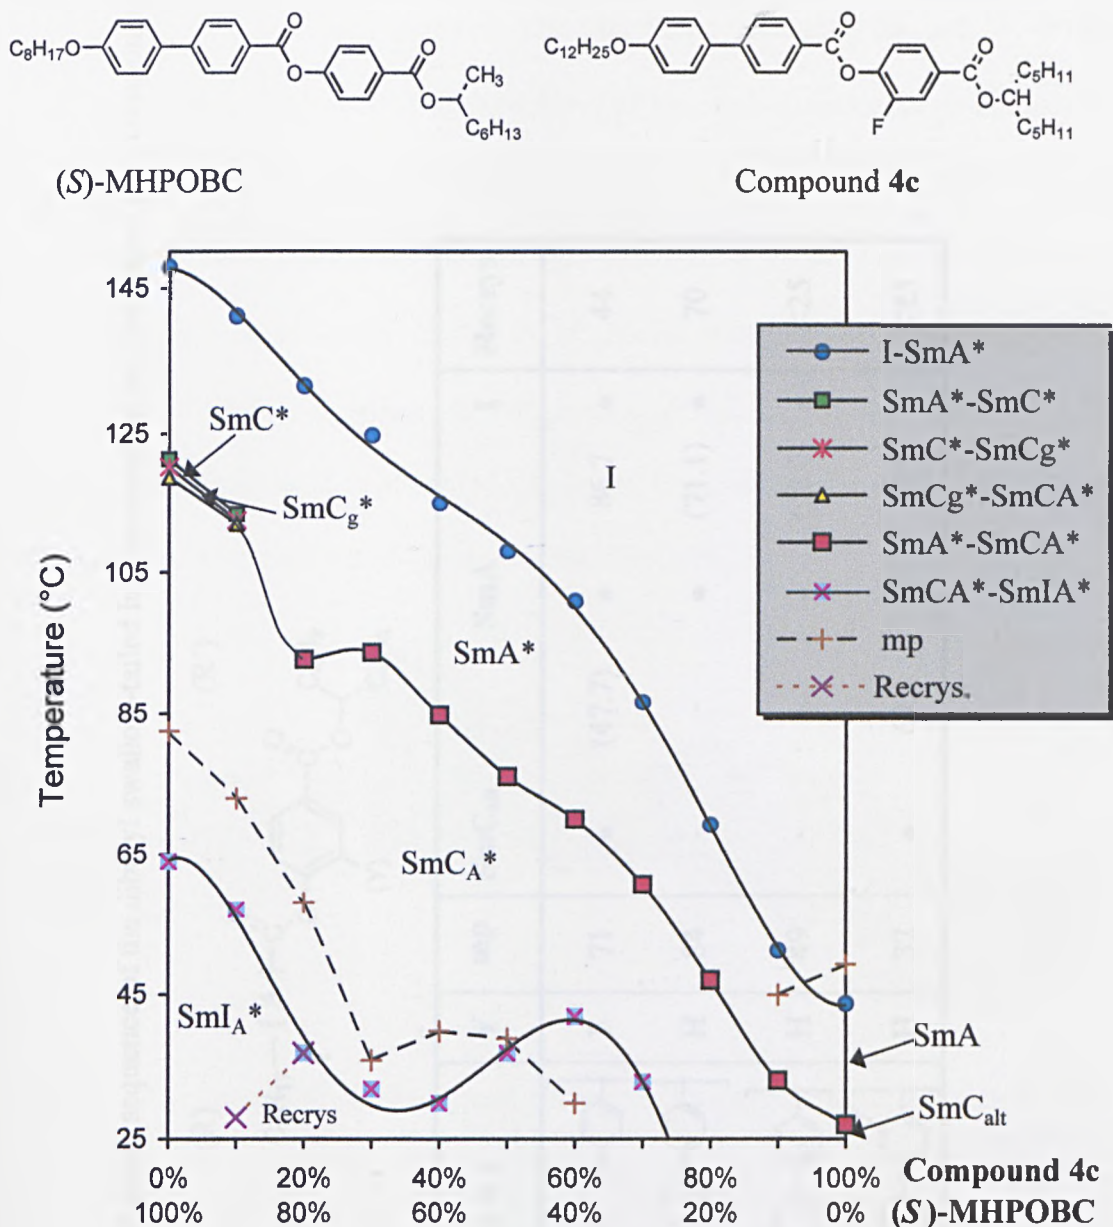 C8H17O
O
O
O
O
CH3
C6H13
C12H25O
O
O
F
O
C
O-CH
C5H11
C5H11
(S)-MHPOBC
Compound 4c
145
125
105
85
65
45
25
Temperature (°C)
SmC*
SmCg*
SmA*
I
SmCA*
SmIA*
Recrys
SmA
SmCalt
I-SmA*
SmA*-SmC*
SmC*-SmCg*
SmCg*-SmCA*
SmA*-SmCA*
SmCA*-SmIA*
mp
Recrys.
0% 20% 40% 60% 80% 100% Compound 4c
100% 80% 60% 40% 20% 0% (S)-MHPOBC